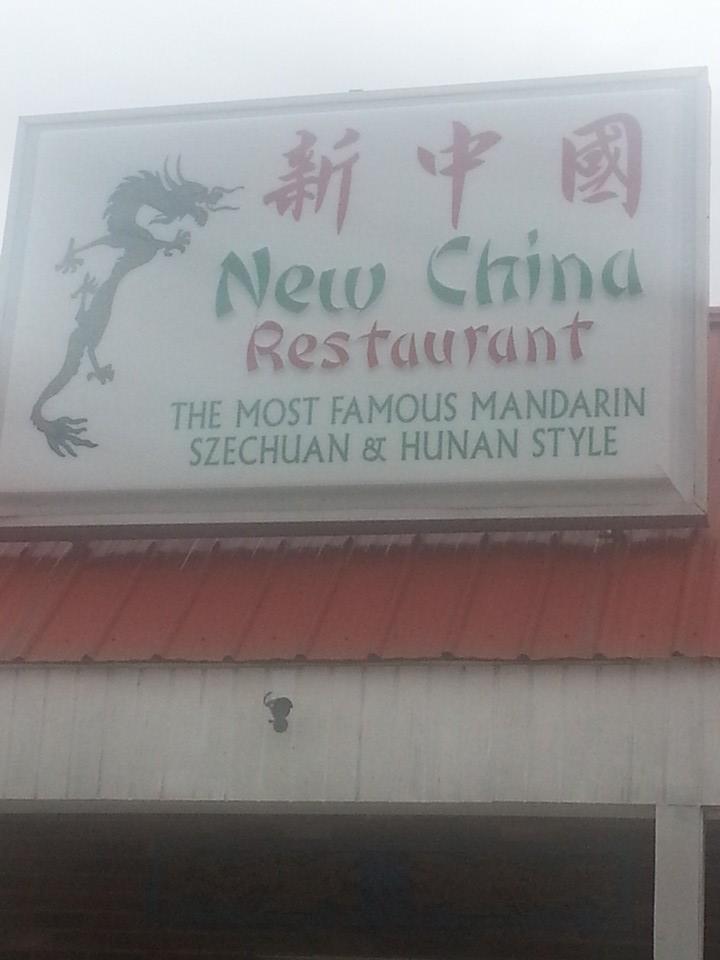 新中國
New China
Restaurant
THE MOST FAMOUS MANDARIN
SZECHUAN & HUNAN STYLE